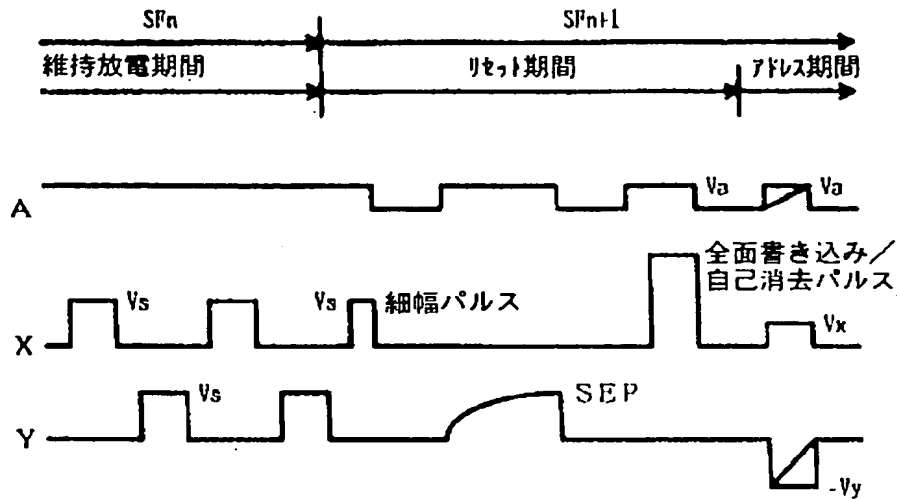 SFn SFn+1
維持放電期間 リセット期間 アドレス期間
A Va Va
全面書き込み/
自己消去パルス
X Vs Vs 細幅パルス Vx
Y Vs SEP
-Vy